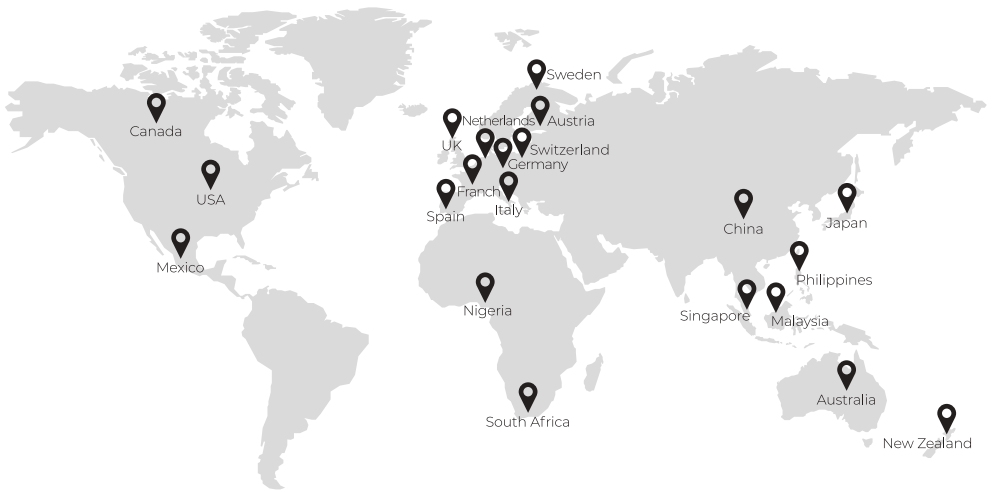 Sweden
Canada
Netherlands
Austria
UK
Switzerland
Germany
USA
Franch
Italy
Spain
China
Japan
Mexico
Philippines
Nigeria
Singapore
Malaysia
Australia
South Africa
New Zealand